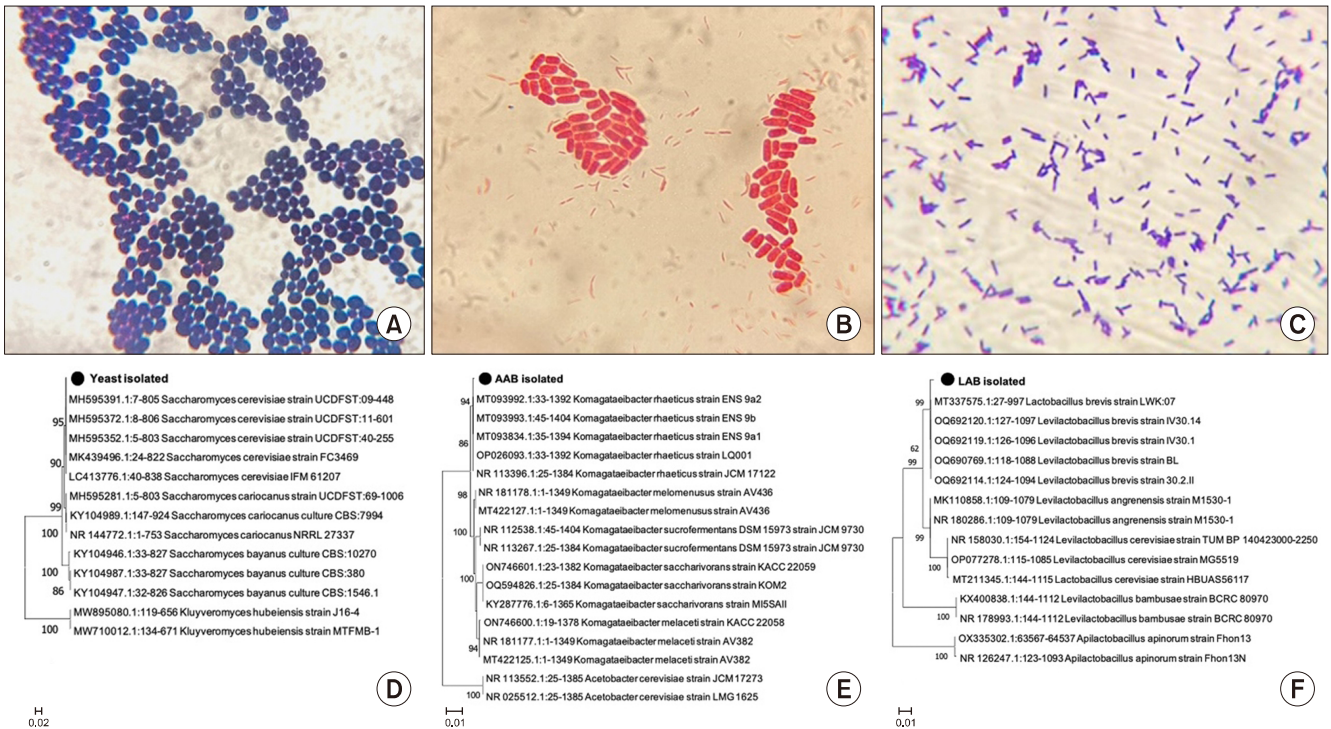 A
B
C
Yeast isolated
MH595391.1:7-805 Saccharomyces cerevisiae strain UCDFST:09-448
95
MH595372.1:8-806 Saccharomyces cerevisiae strain UCDFST:11-601
MH595352.1:5-803 Saccharomyces cerevisiae strain UCDFST:40-255
MK439496.1:24-822 Saccharomyces cerevisiae strain FC3469
90
LC413776.1:40-838 Saccharomyces cerevisiae IFM 61207
MH595281.1:5-803 Saccharomyces cariocanus strain UCDFST:69-1006
99
KY104989.1:147-924 Saccharomyces cariocanus culture CBS:7994
100
NR 144772.1:1-753 Saccharomyces cariocanus NRRL 27337
KY104946.1:33-827 Saccharomyces bayanus culture CBS:10270
100
KY104987.1:33-827 Saccharomyces bayanus culture CBS:380
86
KY104947.1:32-826 Saccharomyces bayanus culture CBS:1546.1
MW895080.1:119-656 Kluyveromyces hubeiensis strain J16-4
100
MW710012.1:134-671 Kluyveromyces hubeiensis strain MTFMB-1
D
0.02
AAB isolated
94
MT093992.1:33-1392 Komagataeibacter rhaeticus strain ENS 9a2
MT093993.1:45-1404 Komagataeibacter rhaeticus strain ENS 9b
86
MT093834.1:35-1394 Komagataeibacter rhaeticus strain ENS 9a1
OP026093.1:33-1392 Komagataeibacter rhaeticus strain LQ001
NR 113396.1:25-1384 Komagataeibacter rhaeticus strain JCM 17122
98
NR 181178.1:1-1349 Komagataeibacter melomenusus strain AV436
MT422127.1:1-1349 Komagataeibacter melomenusus strain AV436
100
NR 112538.1:45-1404 Komagataeibacter sucrofermentans DSM 15973 strain JCM 9730
NR 113267.1:25-1384 Komagataeibacter sucrofermentans DSM 15973 strain JCM 9730
ON746601.1:23-1382 Komagataeibacter saccharivorans strain KACC 22059
100
OQ594826.1:25-1384 Komagataeibacter saccharivorans strain KOM2
KY287776.1:6-1365 Komagataeibacter saccharivorans strain MI5SAII
ON746600.1:19-1378 Komagataeibacter melaceti strain KACC 22058
NR 181177.1:1-1349 Komagataeibacter melaceti strain AV382
94
MT422125.1:1-1349 Komagataeibacter melaceti strain AV382
NR 113552.1:25-1385 Acetobacter cerevisiae strain JCM 17273
100
NR 025512.1:25-1385 Acetobacter cerevisiae strain LMG 1625
E
0.01
LAB isolated
99
MT337575.1:27-997 Lactobacillus brevis strain LWK:07
OQ692120.1:127-1097 Levilactobacillus brevis strain IV30.14
OQ692119.1:126-1096 Levilactobacillus brevis strain IV30.1
62
99
OQ690769.1:118-1088 Levilactobacillus brevis strain BL
OQ692114.1:124-1094 Levilactobacillus brevis strain 30.2.II
MK110858.1:109-1079 Levilactobacillus angrenensis strain M1530-1
NR 180286.1:109-1079 Levilactobacillus angrenensis strain M1530-1
99
NR 158030.1:154-1124 Levilactobacillus cerevisiae strain TUM BP 140423000-2250
100
OP077278.1:115-1085 Levilactobacillus cerevisiae strain MG5519
MT211345.1:144-1115 Lactobacillus cerevisiae strain HBUAS56117
KX400838.1:144-1112 Levilactobacillus bambusae strain BCRC 80970
100
NR 178993.1:144-1112 Levilactobacillus bambusae strain BCRC 80970
OX335302.1:63567-64537 Apilactobacillus apinorum strain Fhon13
100
NR 126247.1:123-1093 Apilactobacillus apinorum strain Fhon13N
F
0.01